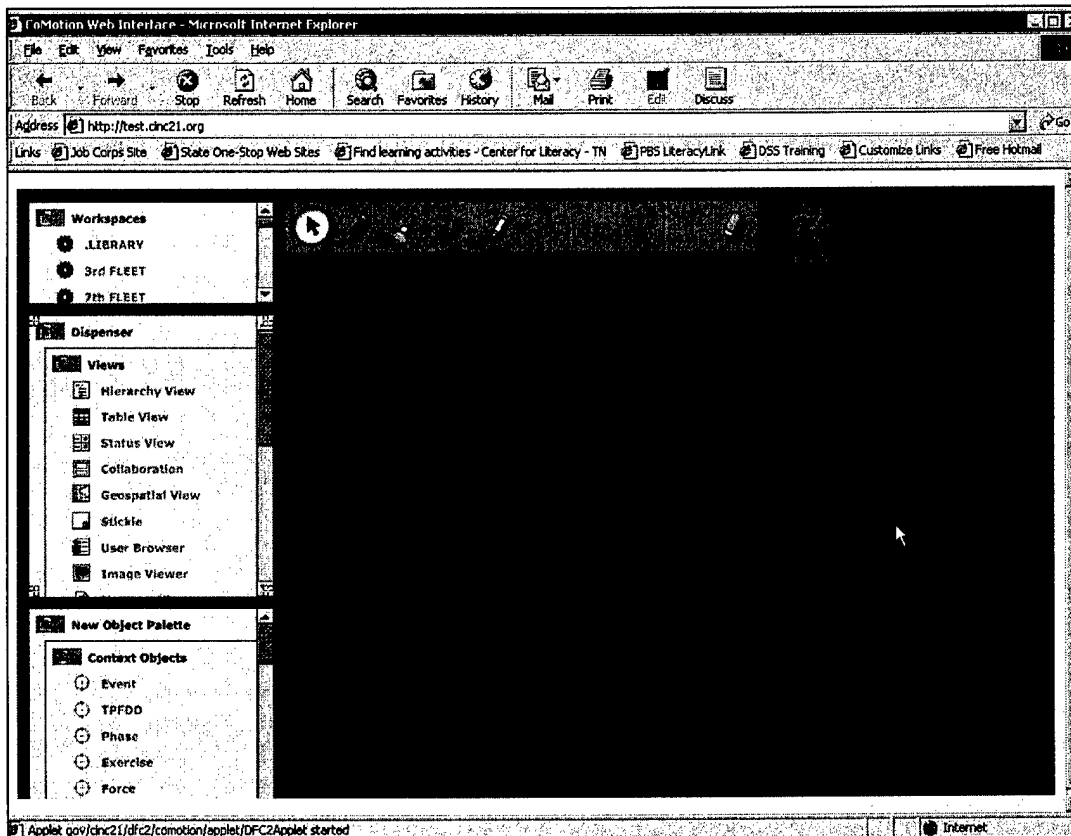 CoMotion Web Interface - Microsoft Internet Explorer
File Edit View Favorites Tools Help
Back Forward Stop Refresh Home Search Favorites History Mail Print Edit Discuss
Address http://test.cinc21.org Go
Links Job Corps Site State One-Stop Web Sites Find learning activities - Center for Literacy - TN PBS LiteracyLink DSS Training Customize Links Free Hotmail
Workspaces
.LIBRARY
3rd FLEET
7th FLEET
Dispenser
Views
Hierarchy View
Table View
Status View
Collaboration
Geospatial View
Stickie
User Browser
Image Viewer
New Object Palette
Context Objects
Event
TPFDD
Phase
Exercise
Force
Applet gov/cinc21/dfc2/comotion/applet/DFC2Applet started Internet